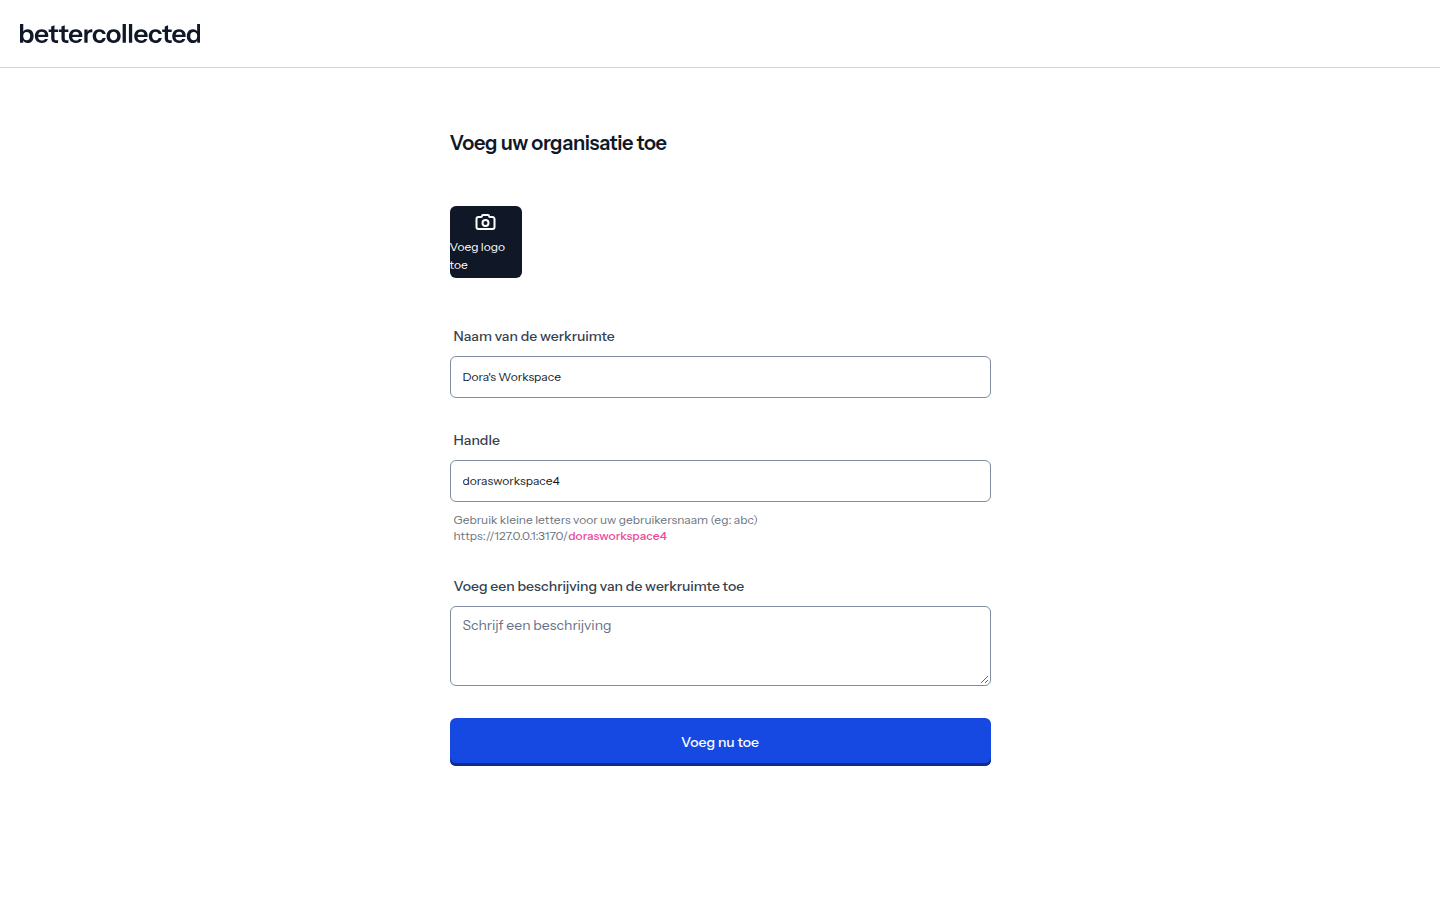 bettercollected
Voeg uw organisatie toe
Voeg logo
toe
Naam van de werkruimte
Dora's Workspace
Handle
dorasworkspace4
Gebruik kleine letters voor uw gebruikersnaam (eg: abc)
https://127.0.0.1:3170/dorasworkspace4
Voeg een beschrijving van de werkruimte toe
Schrijf een beschrijving
Voeg nu toe